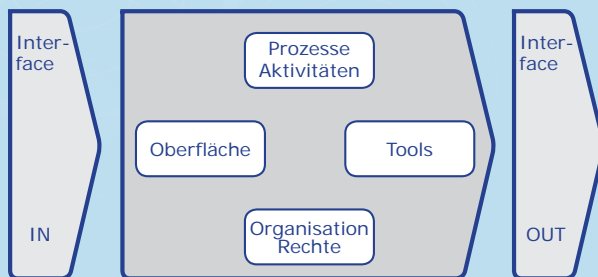 Inter-
face
IN
Prozesse
Aktivitäten
Oberfläche
Tools
Organisation
Rechte
Inter-
face
OUT